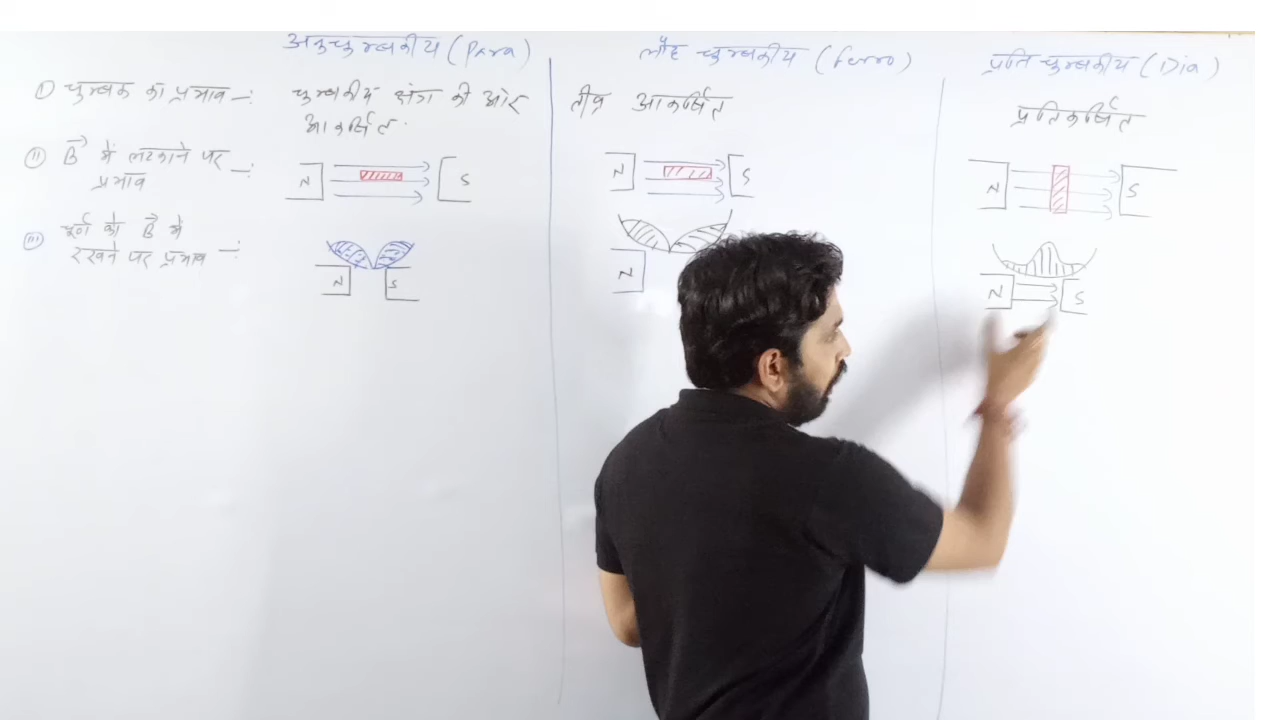 अनुचुम्बकीय (Para)
लौह चुम्बकीय (ferro)
प्रति चुम्बकीय (Dia)
① चुम्बक का प्रभाव —:
चुम्बकीय क्षेत्र की ओर
आकर्षित.
तीव्र आकर्षित
प्रतिकर्षित
(ii) B⃗ में लटकाने पर —:
प्रभाव
N S
N S
N S
(iii) चूर्ण को B⃗ में
रखने पर प्रभाव —:
N S
N
N S